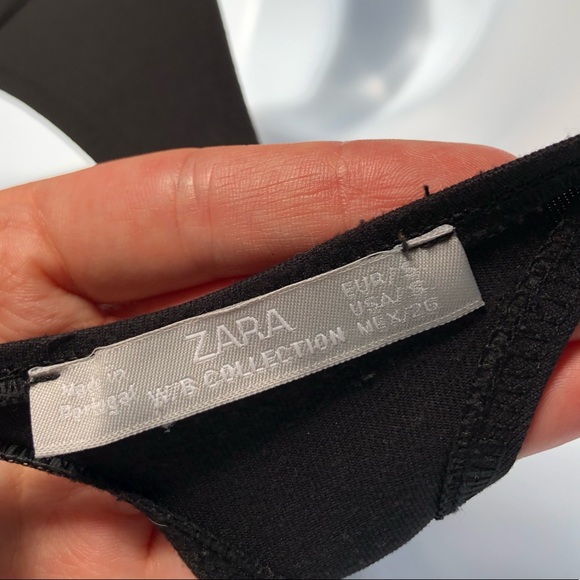 ZARA
W/B COLLECTION
Made in
Portugal
EUR/S
USA/S
MEX/26